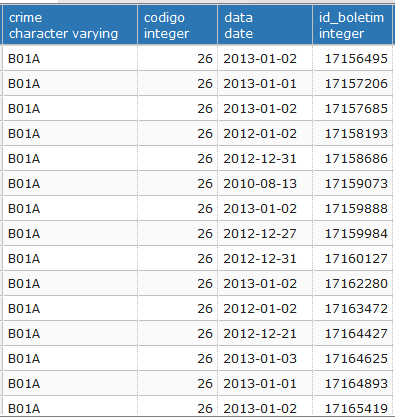 crime codigo data id_boletim
character varying integer date integer
B01A 26 2013-01-02 17156495
B01A 26 2013-01-01 17157206
B01A 26 2013-01-02 17157685
B01A 26 2012-01-02 17158193
B01A 26 2012-12-31 17158686
B01A 26 2010-08-13 17159073
B01A 26 2013-01-02 17159888
B01A 26 2012-12-27 17159984
B01A 26 2012-12-31 17160127
B01A 26 2013-01-02 17162280
B01A 26 2012-01-02 17163472
B01A 26 2012-12-21 17164427
B01A 26 2013-01-03 17164625
B01A 26 2013-01-01 17164893
B01A 26 2013-01-02 17165419